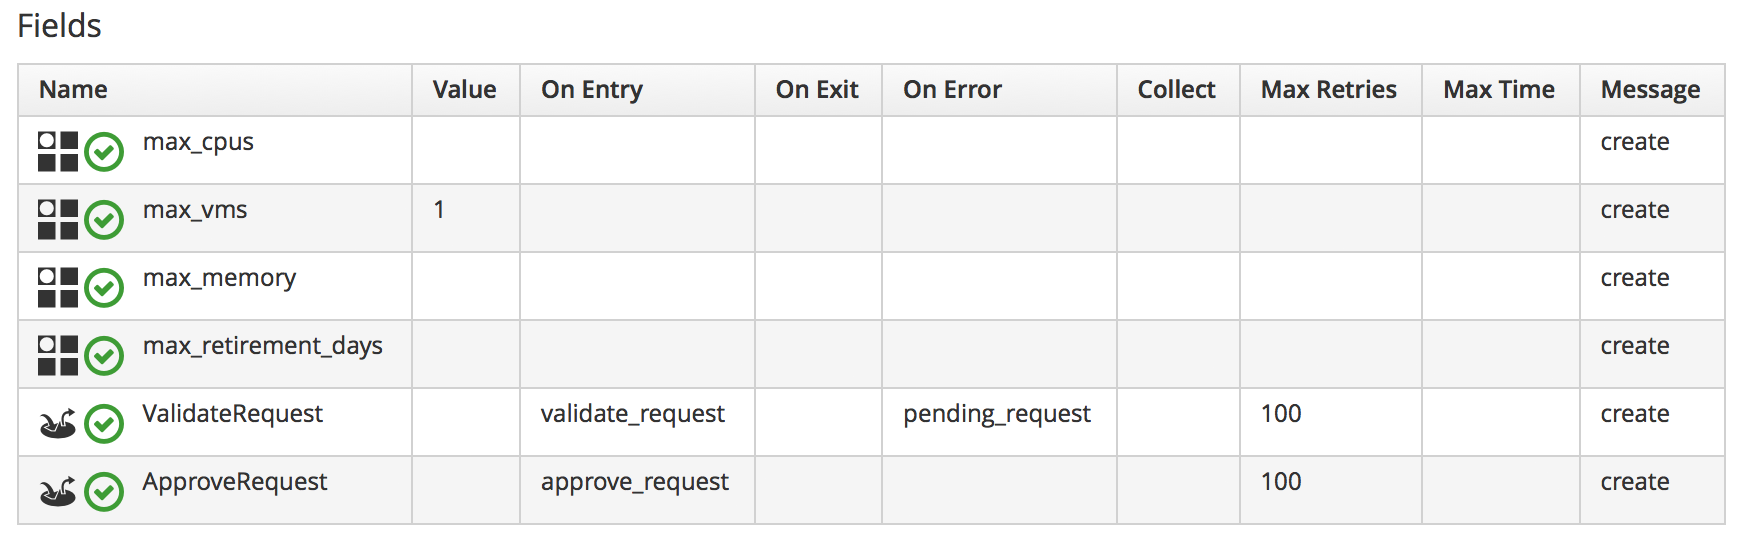 Fields
Name Value On Entry On Exit On Error Collect Max Retries Max Time Message
max_cpus create
max_vms 1 create
max_memory create
max_retirement_days create
ValidateRequest validate_request pending_request 100 create
ApproveRequest approve_request 100 create